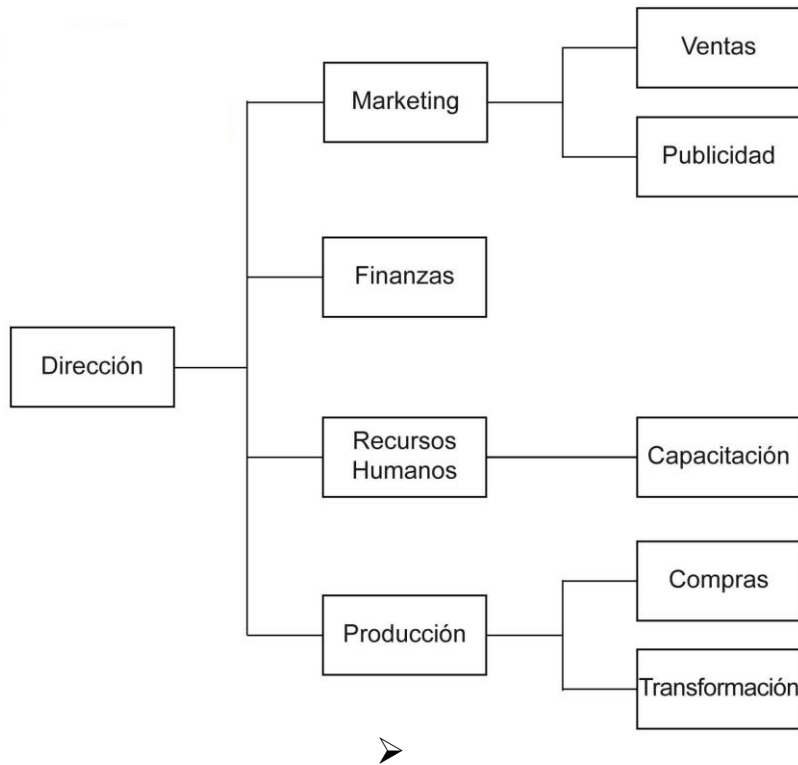 Ventas
Marketing
Publicidad
Finanzas
Dirección
Recursos
Humanos
Capacitación
Compras
Producción
Transformación